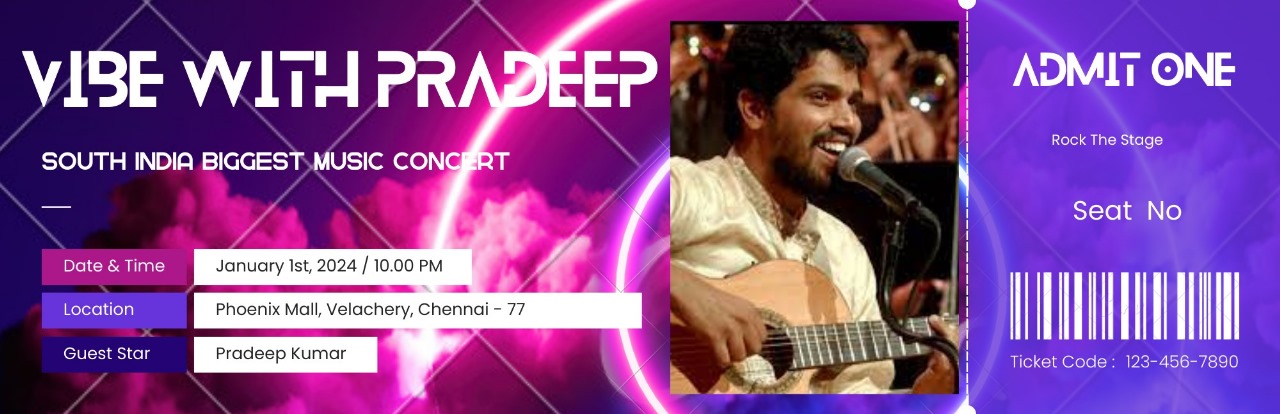 VIBE WITH PRADEEP
SOUTH INDIA BIGGEST MUSIC CONCERT
Date & Time
January 1st, 2024 / 10.00 PM
Location
Phoenix Mall, Velachery, Chennai - 77
Guest Star
Pradeep Kumar
ADMIT ONE
Rock The Stage
Seat No
Ticket Code : 123-456-7890